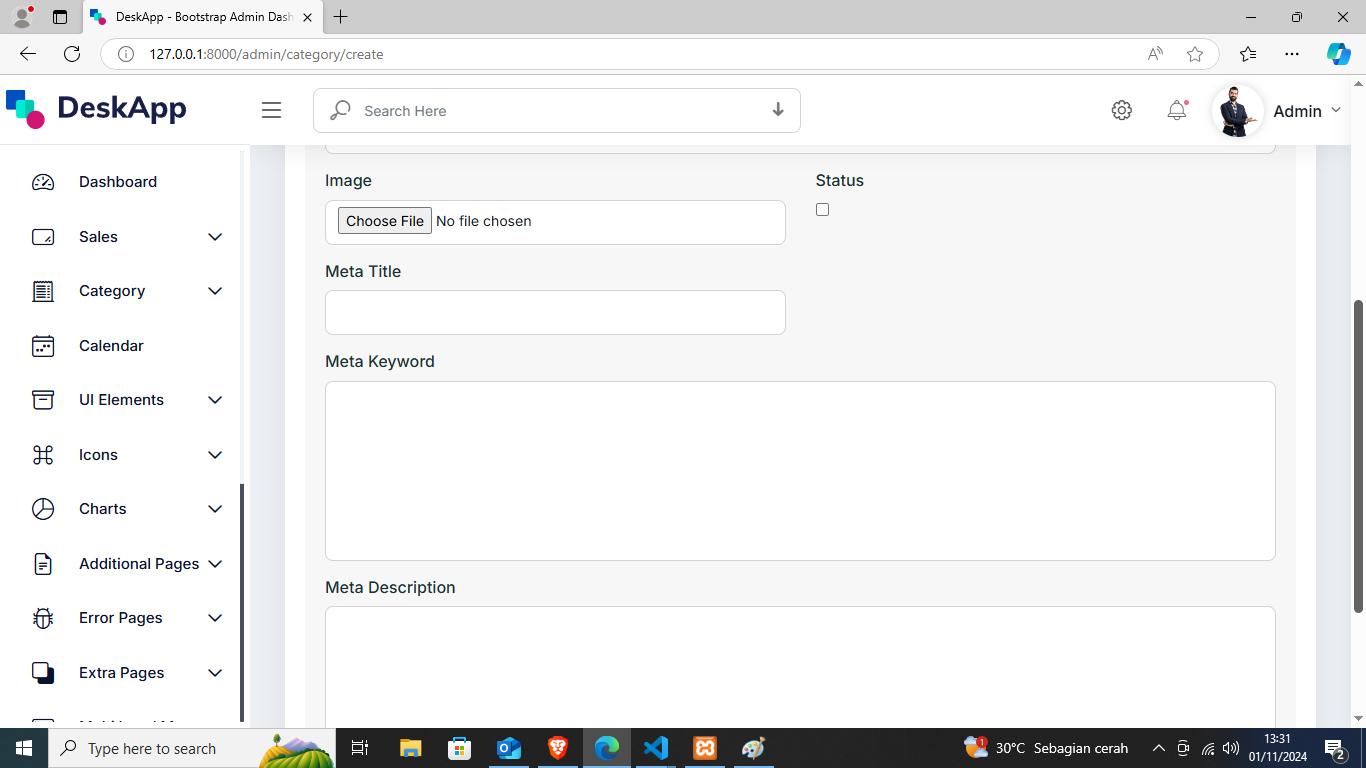 DeskApp - Bootstrap Admin Dash
127.0.0.1:8000/admin/category/create
DeskApp
Search Here
Admin
Dashboard
Sales
Category
Calendar
UI Elements
Icons
Charts
Additional Pages
Error Pages
Extra Pages
Image
Status
Choose File No file chosen
Meta Title
Meta Keyword
Meta Description
Type here to search
1
30°C Sebagian cerah
13:31
01/11/2024
2